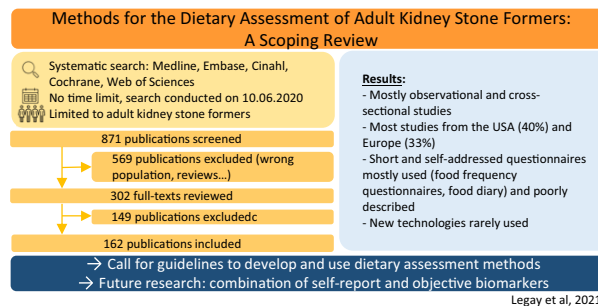 Methods for the Dietary Assessment of Adult Kidney Stone Formers:
A Scoping Review
Systematic search: Medline, Embase, Cinahl,
Cochrane, Web of Sciences
No time limit, search conducted on 10.06.2020
Limited to adult kidney stone formers
871 publications screened
569 publications excluded (wrong
population, reviews…)
302 full-texts reviewed
149 publications excludedc
162 publications included
Results:
- Mostly observational and cross-
sectional studies
- Most studies from the USA (40%) and
Europe (33%)
- Short and self-addressed questionnaires
mostly used (food frequency
questionnaires, food diary) and poorly
described
- New technologies rarely used
→ Call for guidelines to develop and use dietary assessment methods
→ Future research: combination of self-report and objective biomarkers
Legay et al, 2021